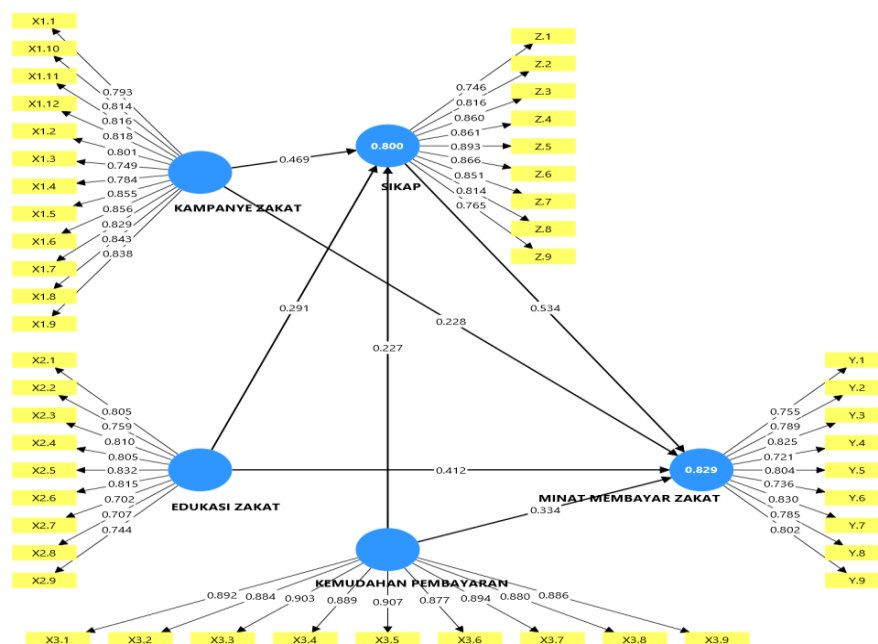 X1.1
X1.10
X1.11
X1.12
X1.2
X1.3
X1.4
X1.5
X1.6
X1.7
X1.8
X1.9
0.793
0.814
0.816
0.818
0.801
0.749
0.784
0.855
0.856
0.829
0.843
0.838
KAMPANYE ZAKAT
0.469
0.800
SIKAP
Z.1
Z.2
Z.3
Z.4
Z.5
Z.6
Z.7
Z.8
Z.9
0.746
0.816
0.860
0.861
0.893
0.866
0.851
0.814
0.765
0.291
0.227
0.228
0.534
X2.1
X2.2
X2.3
X2.4
X2.5
X2.6
X2.7
X2.8
X2.9
0.805
0.759
0.810
0.805
0.832
0.815
0.702
0.707
0.744
EDUKASI ZAKAT
0.412
0.829
MINAT MEMBAYAR ZAKAT
0.334
Y.1
Y.2
Y.3
Y.4
Y.5
Y.6
Y.7
Y.8
Y.9
0.755
0.789
0.825
0.721
0.804
0.736
0.830
0.785
0.802
KEMUDAHAN PEMBAYARAN
0.892
0.884
0.903
0.889
0.907
0.877
0.894
0.880
0.886
X3.1
X3.2
X3.3
X3.4
X3.5
X3.6
X3.7
X3.8
X3.9